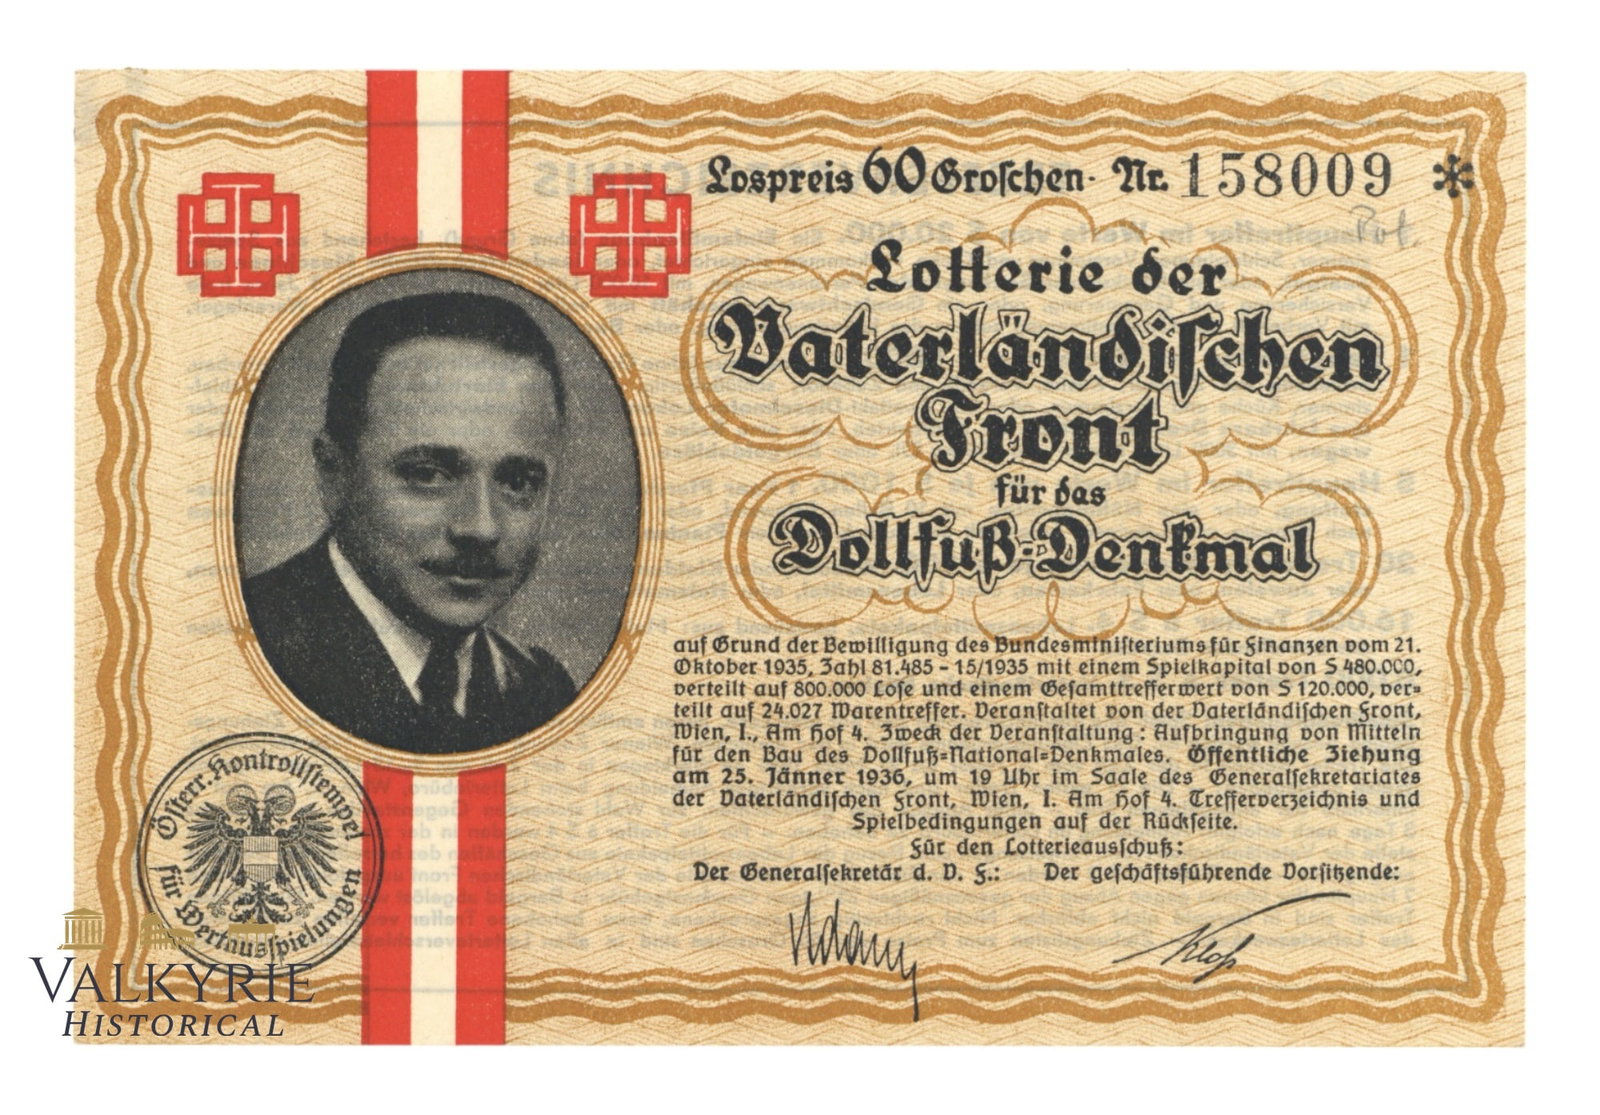 Lospreis 60 Groschen · Nr. 158009 *
Lotterie der
Vaterländischen
Front
für das
Dollfuß-Denkmal
auf Grund der Bewilligung des Bundesministeriums für Finanzen vom 21.
Oktober 1935, Zahl 81.485 - 15/1935 mit einem Spielkapital von S 480.000,
verteilt auf 800.000 Lose und einem Gesamttrefferwert von S 120.000, ver-
teilt auf 24.027 Warentreffer. Veranstaltet von der Vaterländischen Front,
Wien, I., Am Hof 4. Zweck der Veranstaltung: Aufbringung von Mitteln
für den Bau des Dollfuß-National-Denkmales. Öffentliche Ziehung
am 25. Jänner 1936, um 19 Uhr im Saale des Generalsekretariates
der Vaterländischen Front, Wien, I. Am Hof 4. Trefferverzeichnis und
Spielbedingungen auf der Rückseite.
Für den Lotterieausschuß:
Der Generalsekretär d. V. F.: Der geschäftsführende Vorsitzende:
Adam
Österr. Kontrollstempel
für Wertausspielungen
VALKYRIE
HISTORICAL